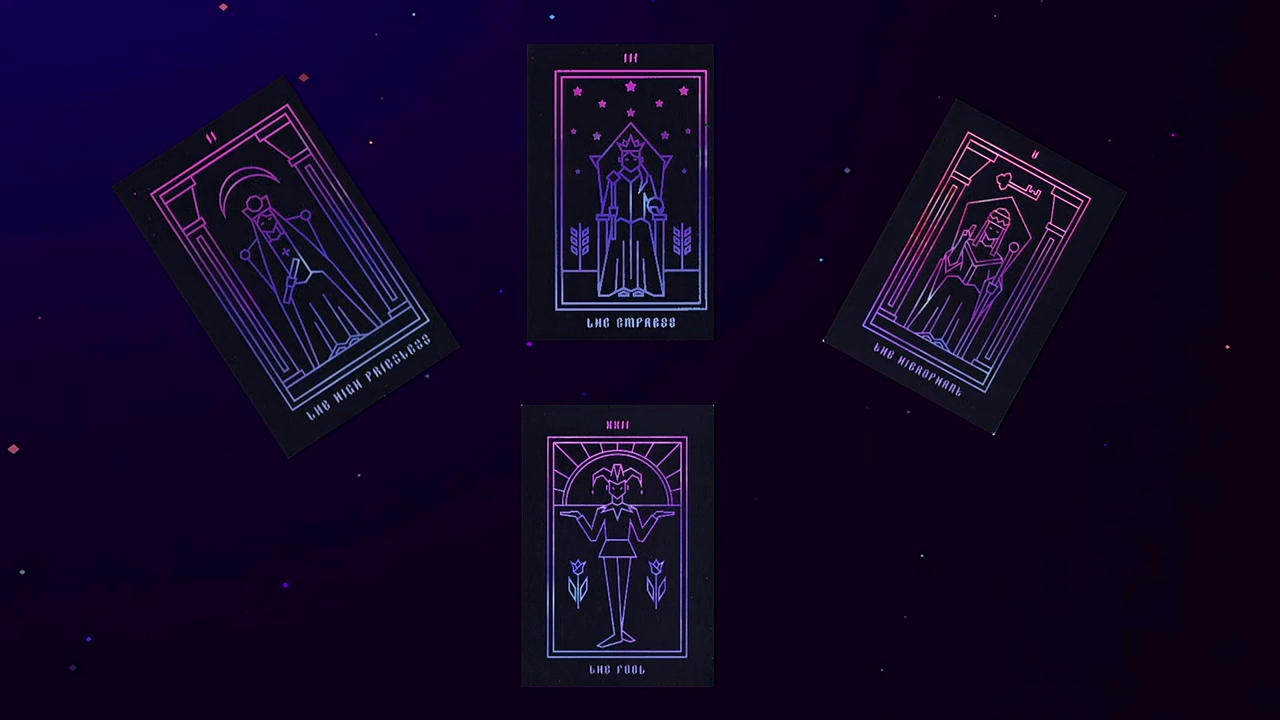 II
THE HIGH PRIESTESS
III
THE EMPRESS
V
THE HIEROPHANT
XXII
THE FOOL